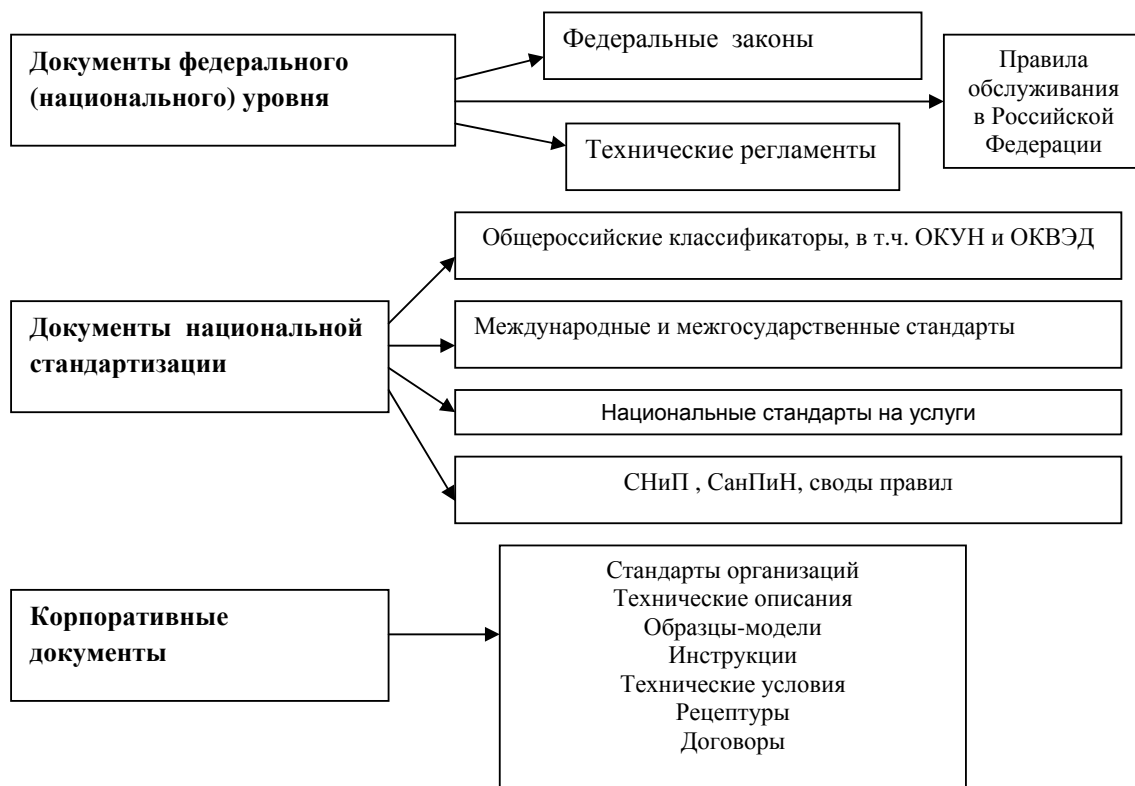 Документы федерального
(национального) уровня
Федеральные законы
Правила
обслуживания
в Российской
Федерации
Технические регламенты
Общероссийские классификаторы, в т.ч. ОКУН и ОКВЭД
Документы национальной
стандартизации
Международные и межгосударственные стандарты
Национальные стандарты на услуги
СНиП , СанПиН, своды правил
Корпоративные
документы
Стандарты организаций
Технические описания
Образцы-модели
Инструкции
Технические условия
Рецептуры
Договоры